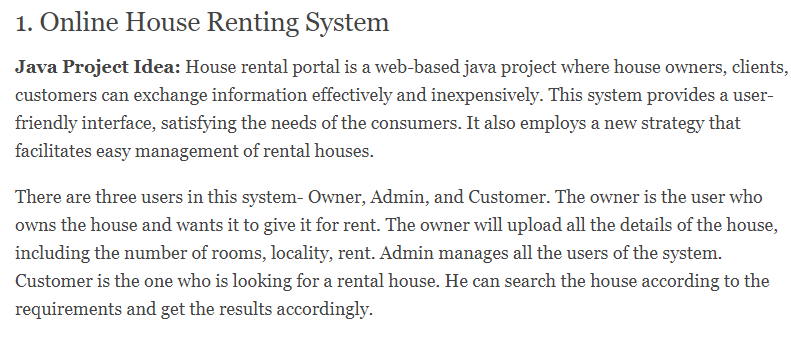 1. Online House Renting System
Java Project Idea: House rental portal is a web-based java project where house owners, clients,
customers can exchange information effectively and inexpensively. This system provides a user-
friendly interface, satisfying the needs of the consumers. It also employs a new strategy that
facilitates easy management of rental houses.
There are three users in this system- Owner, Admin, and Customer. The owner is the user who
owns the house and wants it to give it for rent. The owner will upload all the details of the house,
including the number of rooms, locality, rent. Admin manages all the users of the system.
Customer is the one who is looking for a rental house. He can search the house according to the
requirements and get the results accordingly.